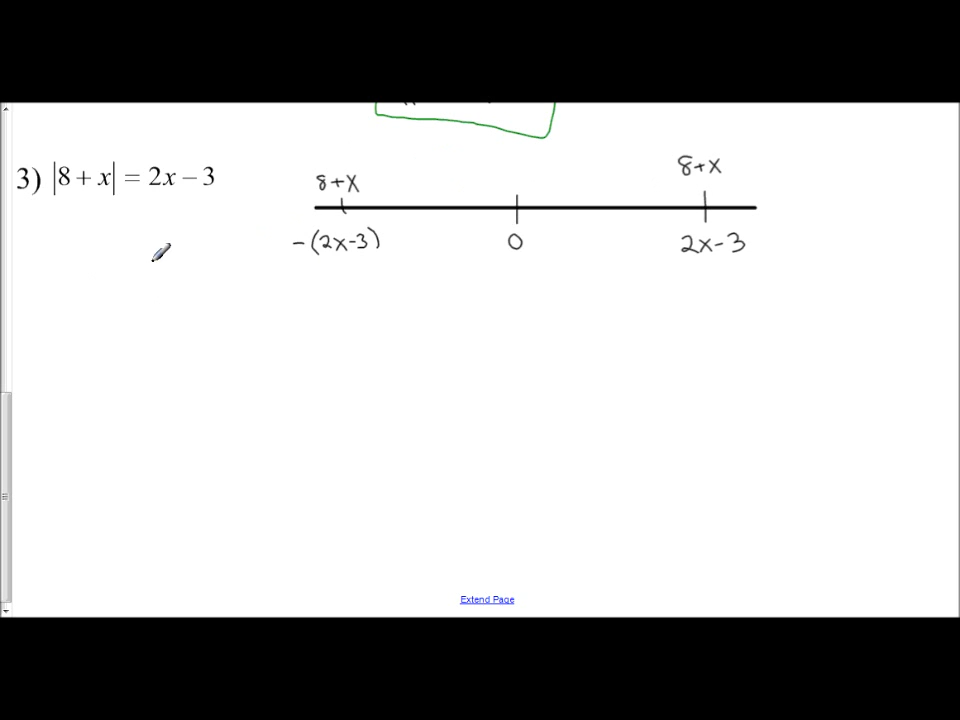 3) |8 + x| = 2x − 3
8+x
8+x
-(2x-3)
0
2x-3
Extend Page